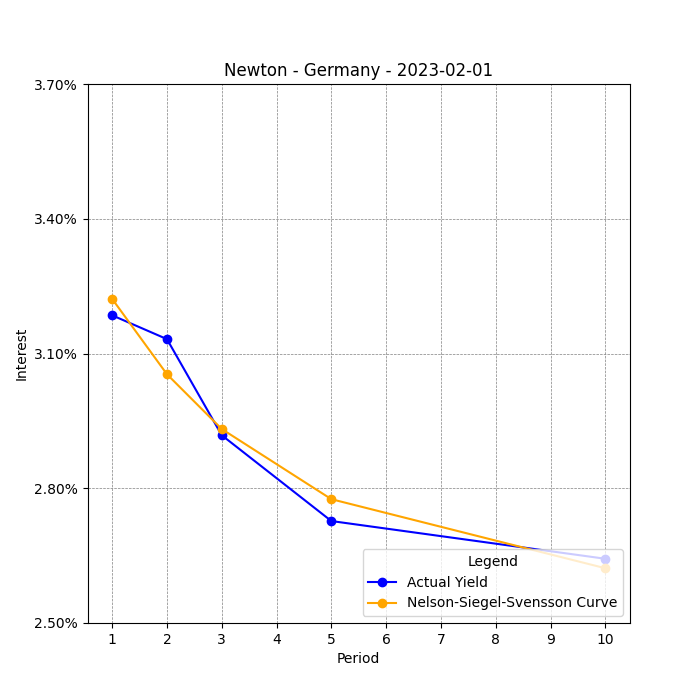 Newton - Germany - 2023-02-01
3.70%
3.40%
3.10%
2.80%
2.50%
Interest
Legend
Actual Yield
Nelson-Siegel-Svensson Curve
1 2 3 4 5 6 7 8 9 10
Period